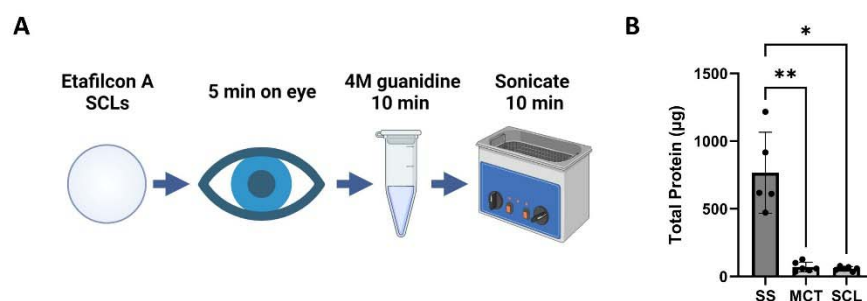 A
Etafilcon A
SCLs
5 min on eye
4M guanidine
10 min
Sonicate
10 min
B
*
**
Total Protein (µg)
1500
1000
500
0
SS MCT SCL